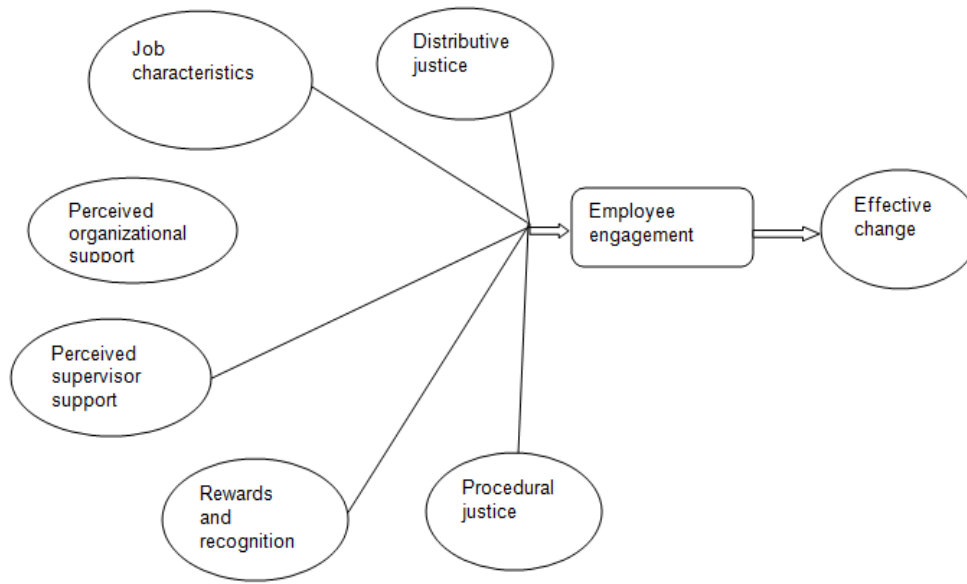 Job
characteristics
Distributive
justice
Perceived
organizational
support
Employee
engagement
Effective
change
Perceived
supervisor
support
Rewards
and
recognition
Procedural
justice